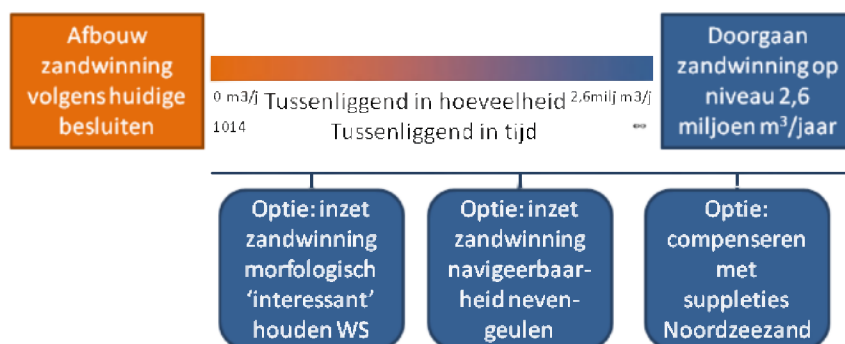 Afbouw
zandwinning
volgens huidige
besluiten
0 m3/j Tussenliggend in hoeveelheid 2,6milj m3/j
1014 Tussenliggend in tijd ∞
Doorgaan
zandwinning op
niveau 2,6
miljoen m³/jaar
Optie: inzet
zandwinning
morfologisch
'interessant'
houden WS
Optie: inzet
zandwinning
navigeerbaar-
heid neven-
geulen
Optie:
compenseren
met
suppleties
Noordzeezand